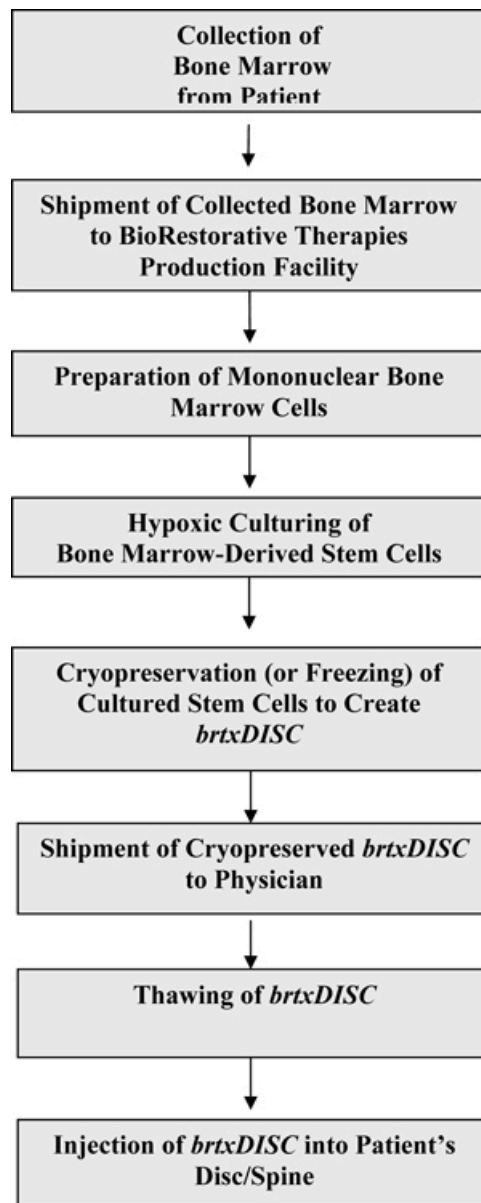 Collection of
Bone Marrow
from Patient
Shipment of Collected Bone Marrow
to BioRestorative Therapies
Production Facility
Preparation of Mononuclear Bone
Marrow Cells
Hypoxic Culturing of
Bone Marrow-Derived Stem Cells
Cryopreservation (or Freezing) of
Cultured Stem Cells to Create
brtxDISC
Shipment of Cryopreserved brtxDISC
to Physician
Thawing of brtxDISC
Injection of brtxDISC into Patient’s
Disc/Spine